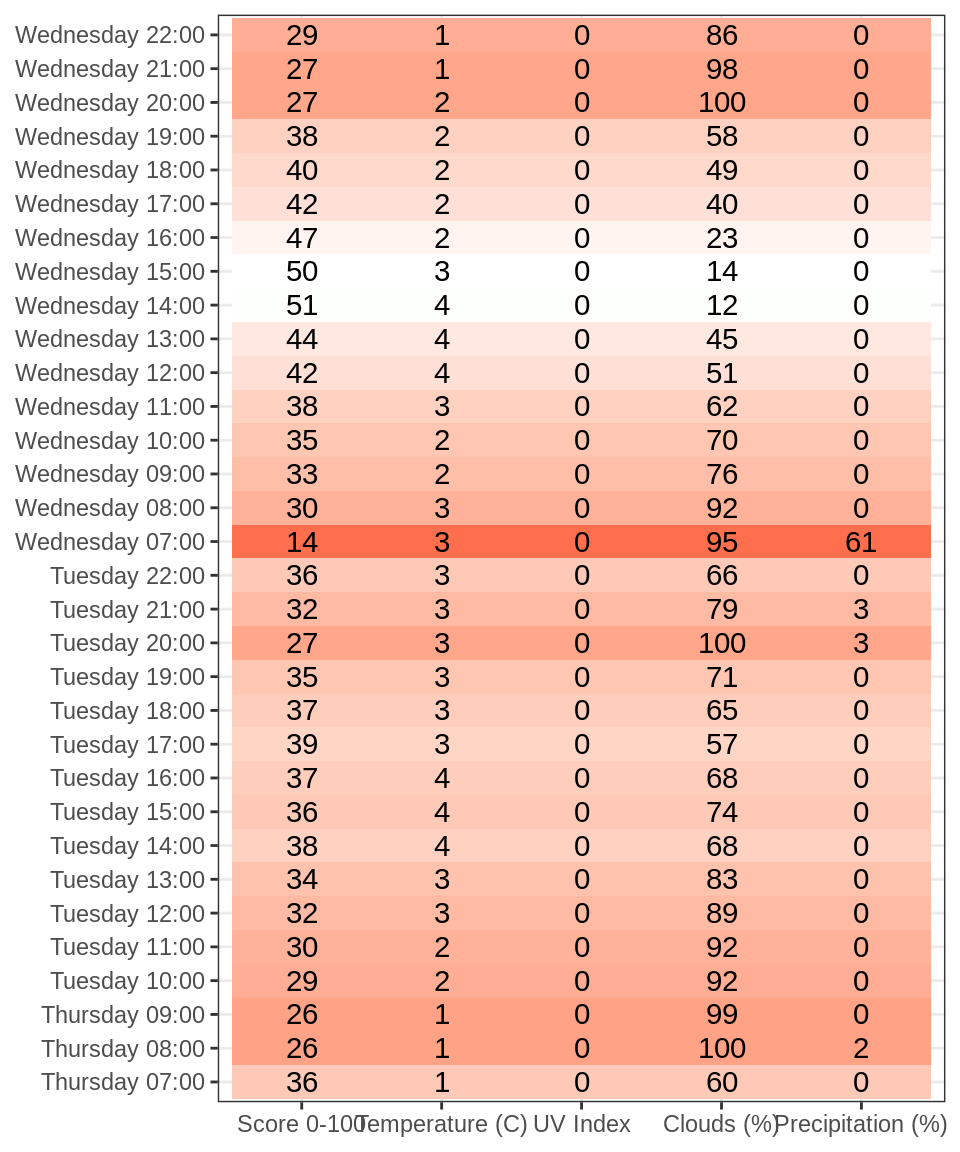 Wednesday 22:00 29 1 0 86 0
Wednesday 21:00 27 1 0 98 0
Wednesday 20:00 27 2 0 100 0
Wednesday 19:00 38 2 0 58 0
Wednesday 18:00 40 2 0 49 0
Wednesday 17:00 42 2 0 40 0
Wednesday 16:00 47 2 0 23 0
Wednesday 15:00 50 3 0 14 0
Wednesday 14:00 51 4 0 12 0
Wednesday 13:00 44 4 0 45 0
Wednesday 12:00 42 4 0 51 0
Wednesday 11:00 38 3 0 62 0
Wednesday 10:00 35 2 0 70 0
Wednesday 09:00 33 2 0 76 0
Wednesday 08:00 30 3 0 92 0
Wednesday 07:00 14 3 0 95 61
Tuesday 22:00 36 3 0 66 0
Tuesday 21:00 32 3 0 79 3
Tuesday 20:00 27 3 0 100 3
Tuesday 19:00 35 3 0 71 0
Tuesday 18:00 37 3 0 65 0
Tuesday 17:00 39 3 0 57 0
Tuesday 16:00 37 4 0 68 0
Tuesday 15:00 36 4 0 74 0
Tuesday 14:00 38 4 0 68 0
Tuesday 13:00 34 3 0 83 0
Tuesday 12:00 32 3 0 89 0
Tuesday 11:00 30 2 0 92 0
Tuesday 10:00 29 2 0 92 0
Thursday 09:00 26 1 0 99 0
Thursday 08:00 26 1 0 100 2
Thursday 07:00 36 1 0 60 0
Score 0-100 Temperature (C) UV Index Clouds (%) Precipitation (%)